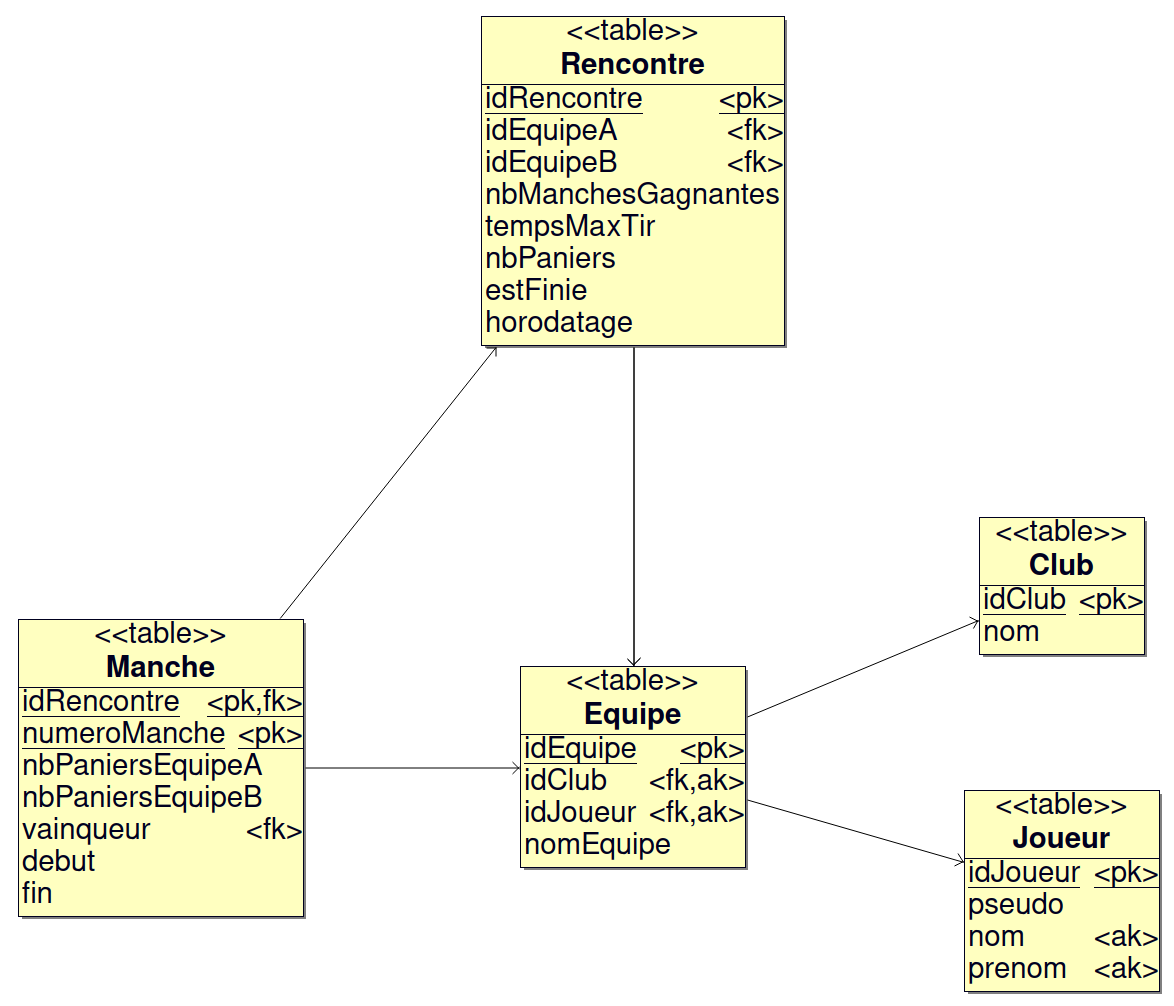 <<table>>
Rencontre
idRencontre <pk>
idEquipeA <fk>
idEquipeB <fk>
nbManchesGagnantes
tempsMaxTir
nbPaniers
estFinie
horodatage
<<table>>
Club
idClub <pk>
nom
<<table>>
Manche
idRencontre <pk,fk>
numeroManche <pk>
nbPaniersEquipeA
nbPaniersEquipeB
vainqueur <fk>
debut
fin
<<table>>
Equipe
idEquipe <pk>
idClub <fk,ak>
idJoueur <fk,ak>
nomEquipe
<<table>>
Joueur
idJoueur <pk>
pseudo
nom <ak>
prenom <ak>